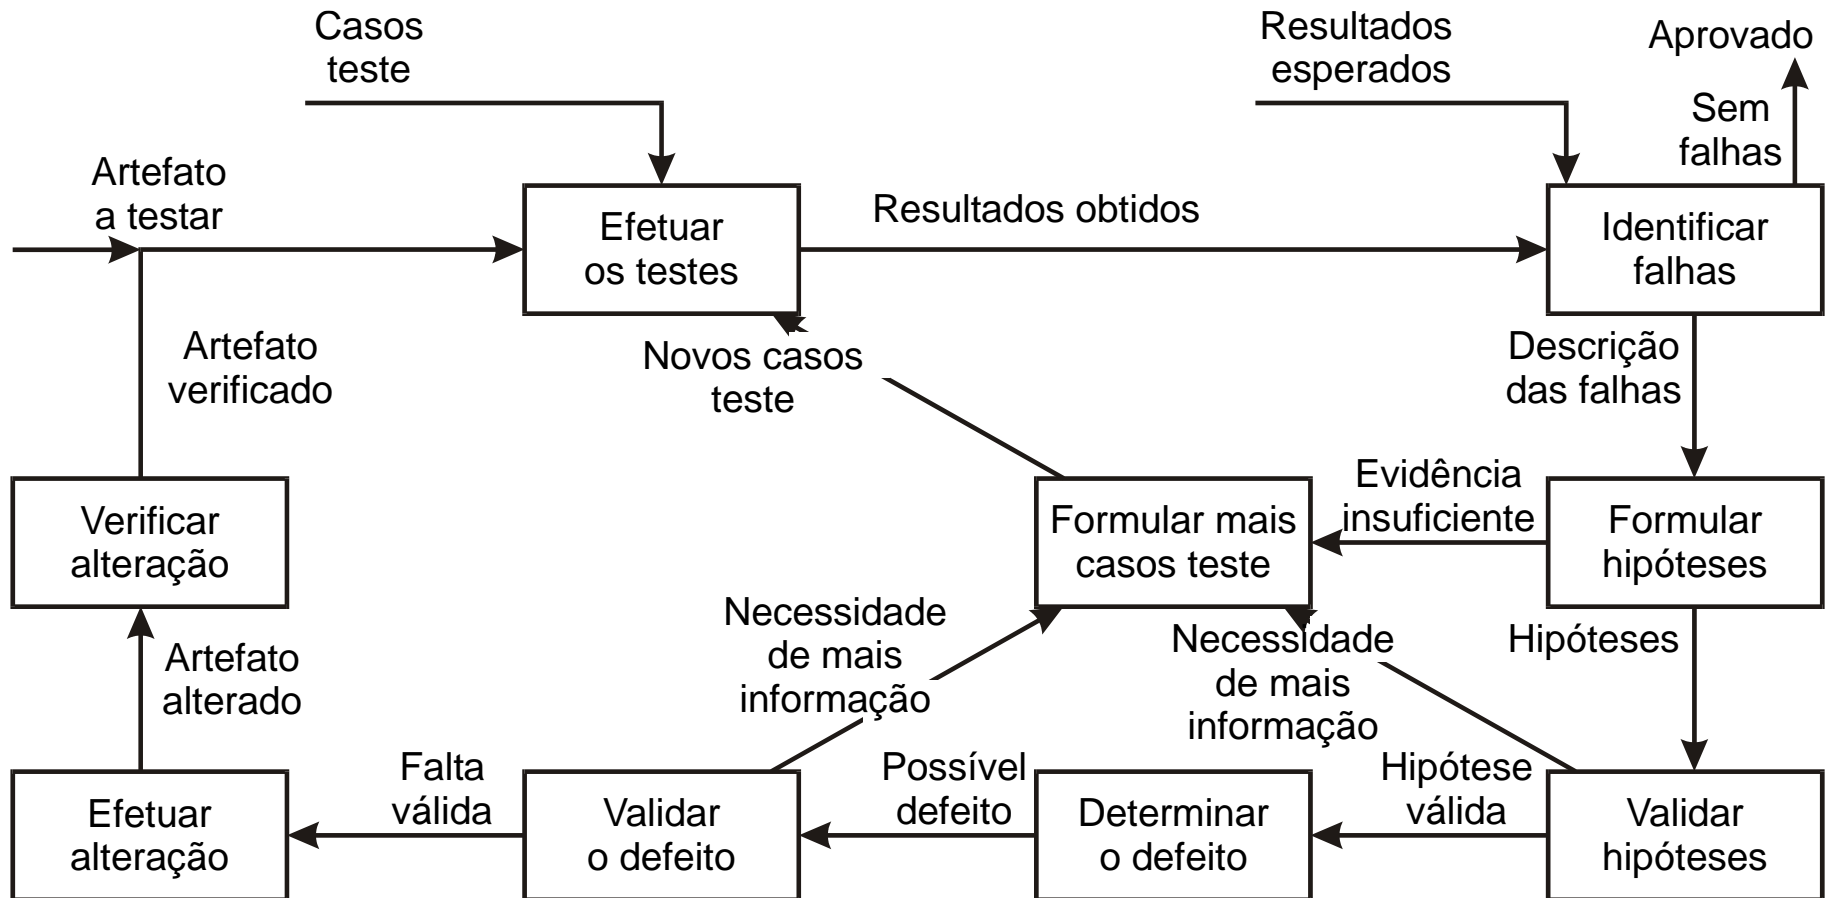 Casos
teste
Resultados
esperados
Aprovado
Sem
falhas
Artefato
a testar
Efetuar
os testes
Resultados obtidos
Identificar
falhas
Artefato
verificado
Novos casos
teste
Descrição
das falhas
Verificar
alteração
Formular mais
casos teste
Evidência
insuficiente
Formular
hipóteses
Artefato
alterado
Necessidade
de mais
informação
Necessidade
de mais
informação
Hipóteses
Efetuar
alteração
Falta
válida
Validar
o defeito
Possível
defeito
Determinar
o defeito
Hipótese
válida
Validar
hipóteses